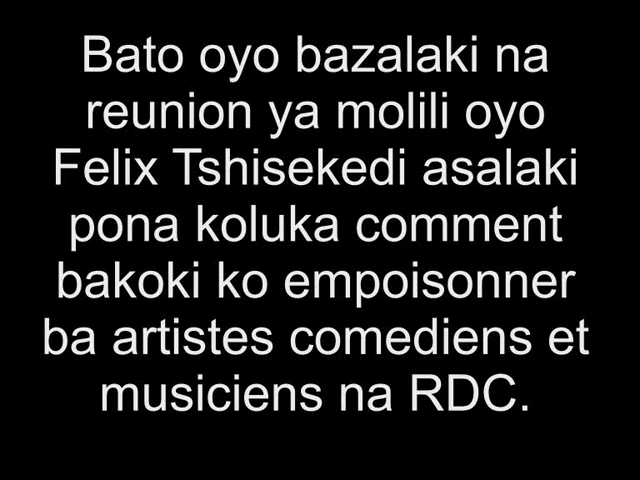 Bato oyo bazalaki na
reunion ya molili oyo
Felix Tshisekedi asalaki
pona koluka comment
bakoki ko empoisonner
ba artistes comediens et
musiciens na RDC.